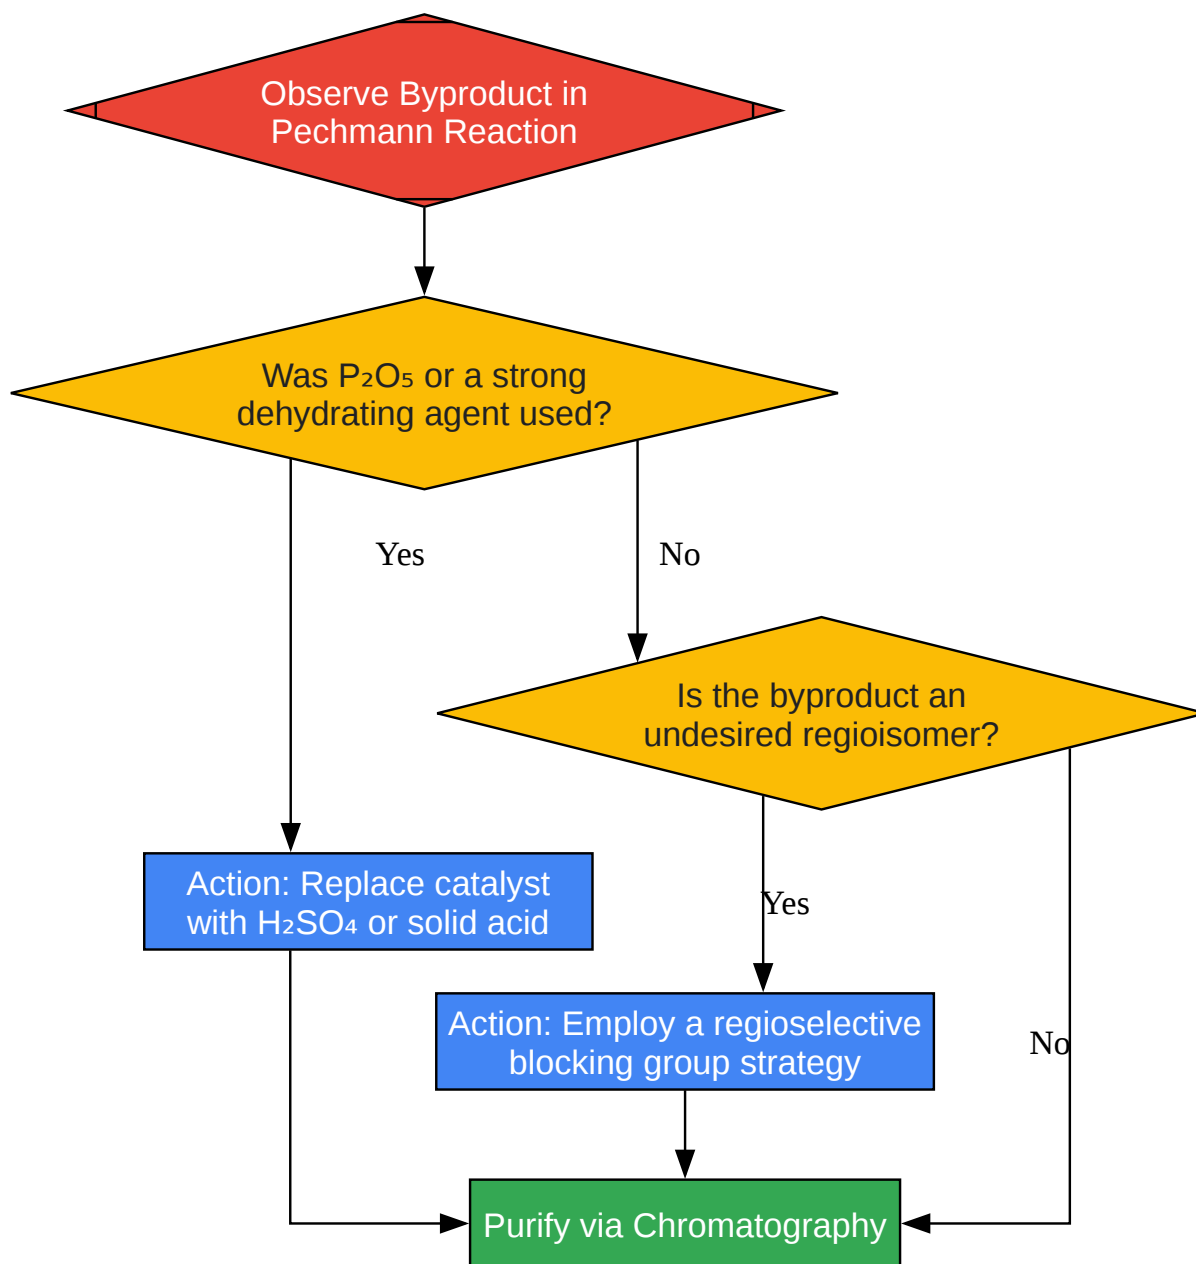 Observe Byproduct in
Pechmann Reaction
Was P₂O₅ or a strong
dehydrating agent used?
Yes
No
Is the byproduct an
undesired regioisomer?
Action: Replace catalyst
with H₂SO₄ or solid acid
Yes
Action: Employ a regioselective
blocking group strategy
No
Purify via Chromatography